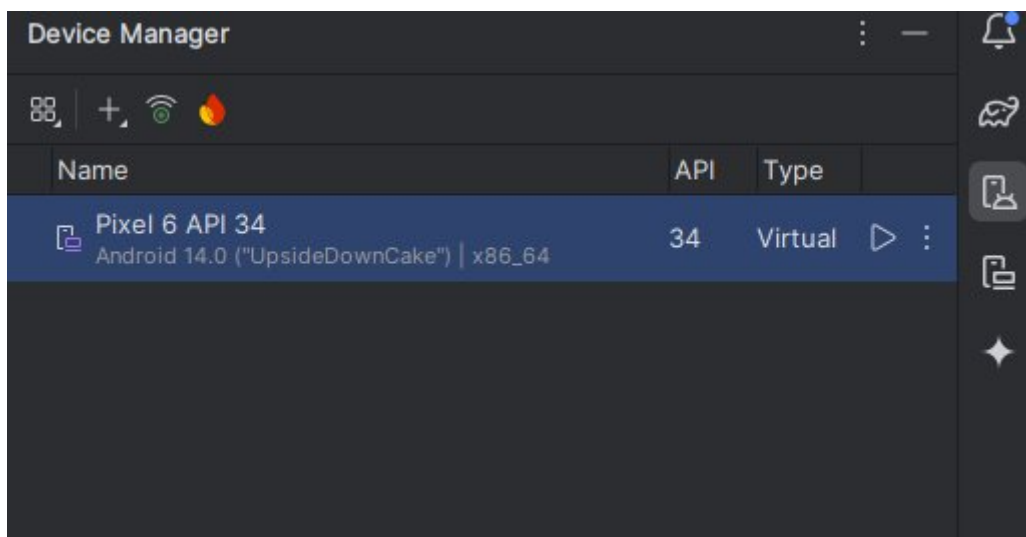 Device Manager
Name API Type
Pixel 6 API 34 34 Virtual
Android 14.0 ("UpsideDownCake") | x86_64